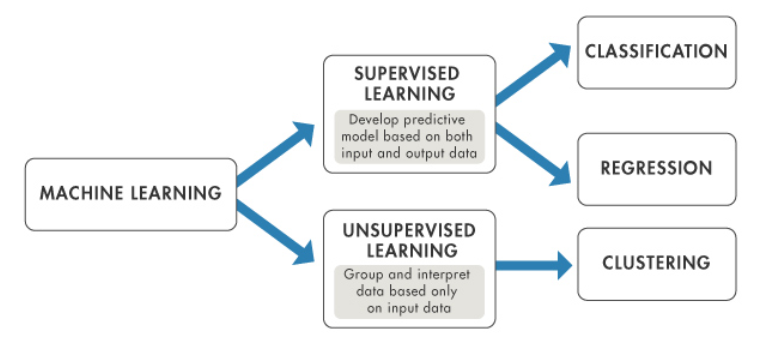 MACHINE LEARNING
SUPERVISED
LEARNING
Develop predictive
model based on both
input and output data
UNSUPERVISED
LEARNING
Group and interpret
data based only
on input data
CLASSIFICATION
REGRESSION
CLUSTERING